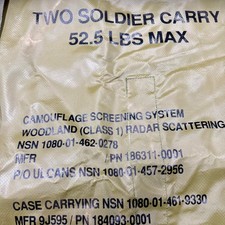 TWO SOLDIER CARRY
52.5 LBS MAX
CAMOUFLAGE SCREENING SYSTEM
WOODLAND (CLASS 1) RADAR SCATTERING
NSN 1080-01-462-0278
MFR / PN 186311-0001
P/O ULCANS NSN 1080-01-457-2956
CASE CARRYING NSN 1080-01-461-9330
MFR 9J595 / PN 184093-0001